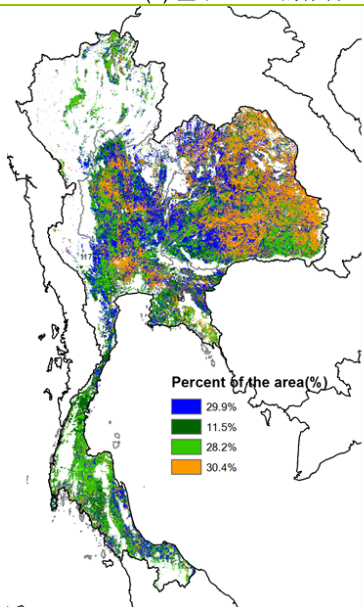 Percent of the area(%)
29.9%
11.5%
28.2%
30.4%